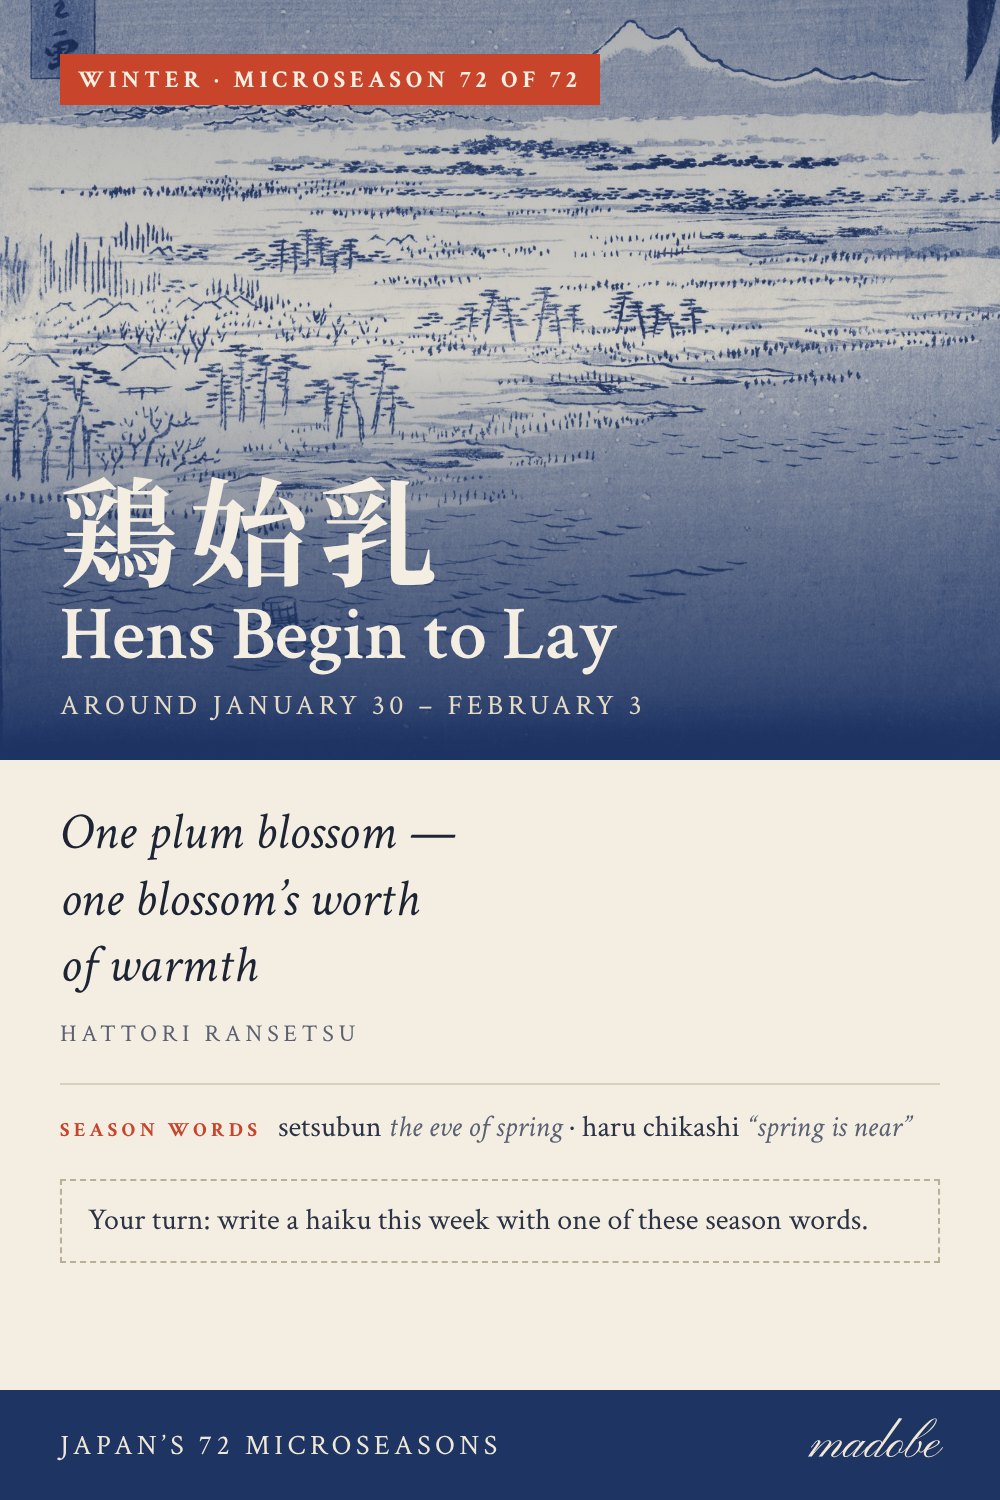 WINTER · MICROSEASON 72 OF 72
鶏始乳
Hens Begin to Lay
AROUND JANUARY 30 – FEBRUARY 3
One plum blossom —
one blossom’s worth
of warmth
HATTORI RANSETSU
SEASON WORDS setsubun the eve of spring · haru chikashi “spring is near”
Your turn: write a haiku this week with one of these season words.
JAPAN’S 72 MICROSEASONS
madobe